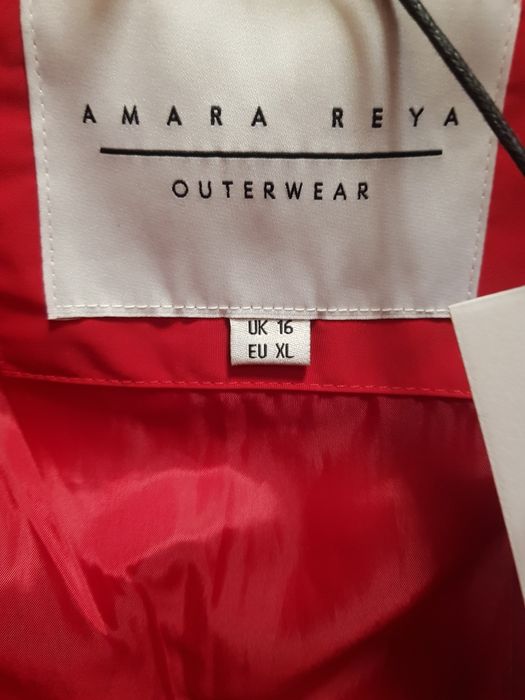 AMARA REYA
OUTERWEAR
UK 16
EU XL